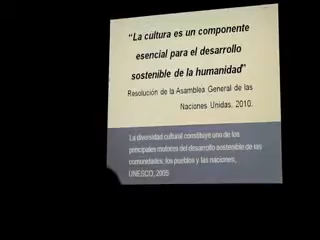 “La cultura es un componente
esencial para el desarrollo
sostenible de la humanidad”
Resolución de la Asamblea General de las
Naciones Unidas, 2010.
La diversidad cultural constituye uno de los
principales motores del desarrollo sostenible de las
comunidades, los pueblos y las naciones,
UNESCO, 2005